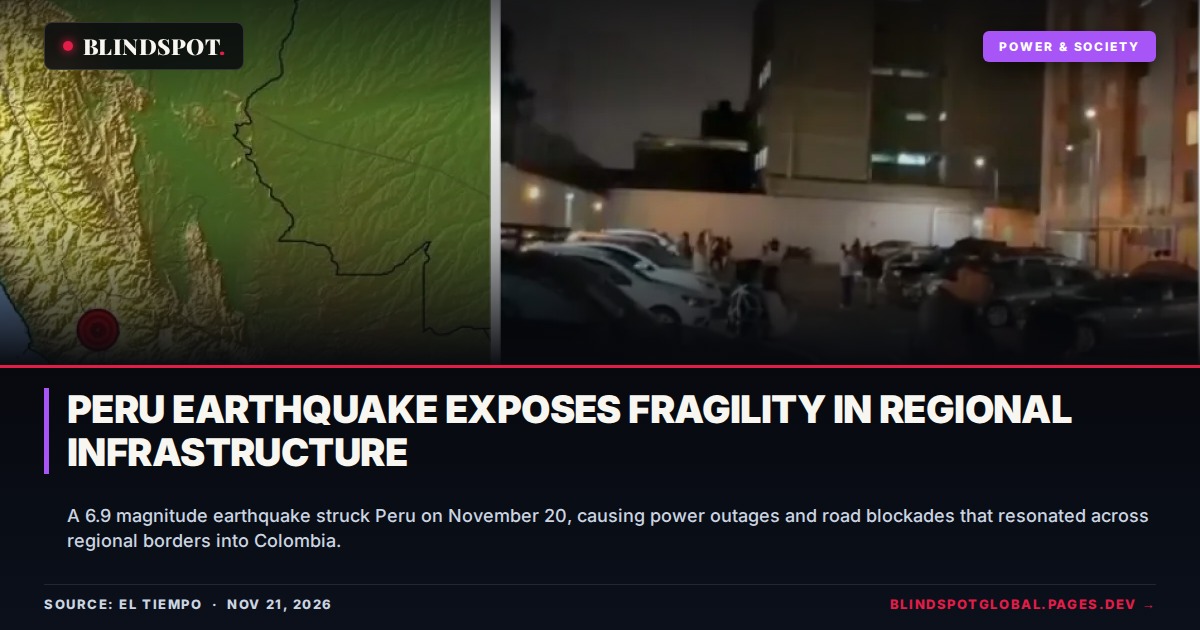 BLINDSPOT.
POWER & SOCIETY
PERU EARTHQUAKE EXPOSES FRAGILITY IN REGIONAL
INFRASTRUCTURE
A 6.9 magnitude earthquake struck Peru on November 20, causing power outages and road blockades that resonated across
regional borders into Colombia.
SOURCE: EL TIEMPO · NOV 21, 2026
BLINDSPOTGLOBAL.PAGES.DEV →